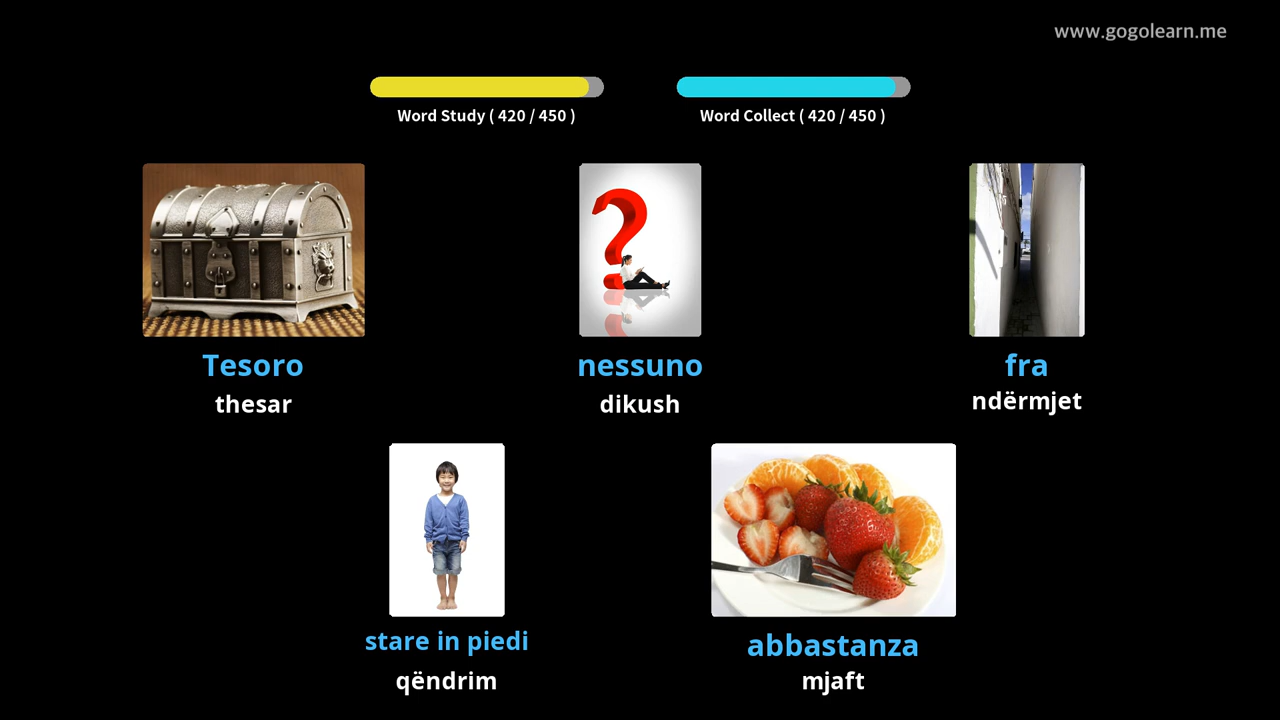 www.gogolearn.me
Word Study ( 420 / 450 )
Word Collect ( 420 / 450 )
Tesoro
thesar
nessuno
dikush
fra
ndërmjet
stare in piedi
qëndrim
abbastanza
mjaft